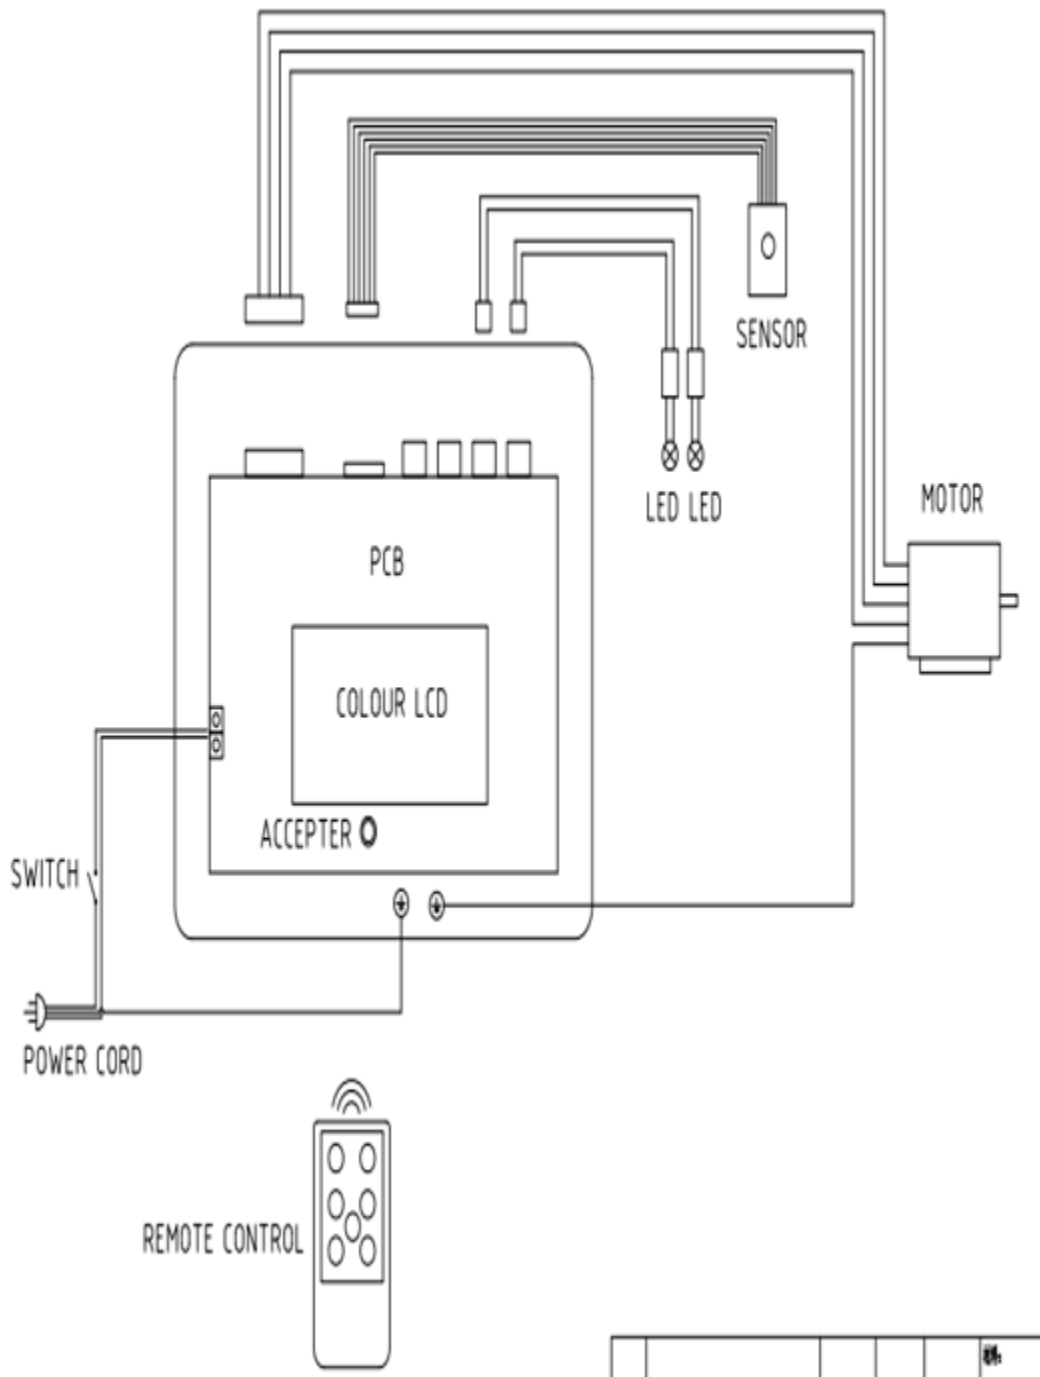 SENSOR
LED LED
MOTOR
PCB
COLOUR LCD
ACCEPTER
SWITCH
POWER CORD
REMOTE CONTROL